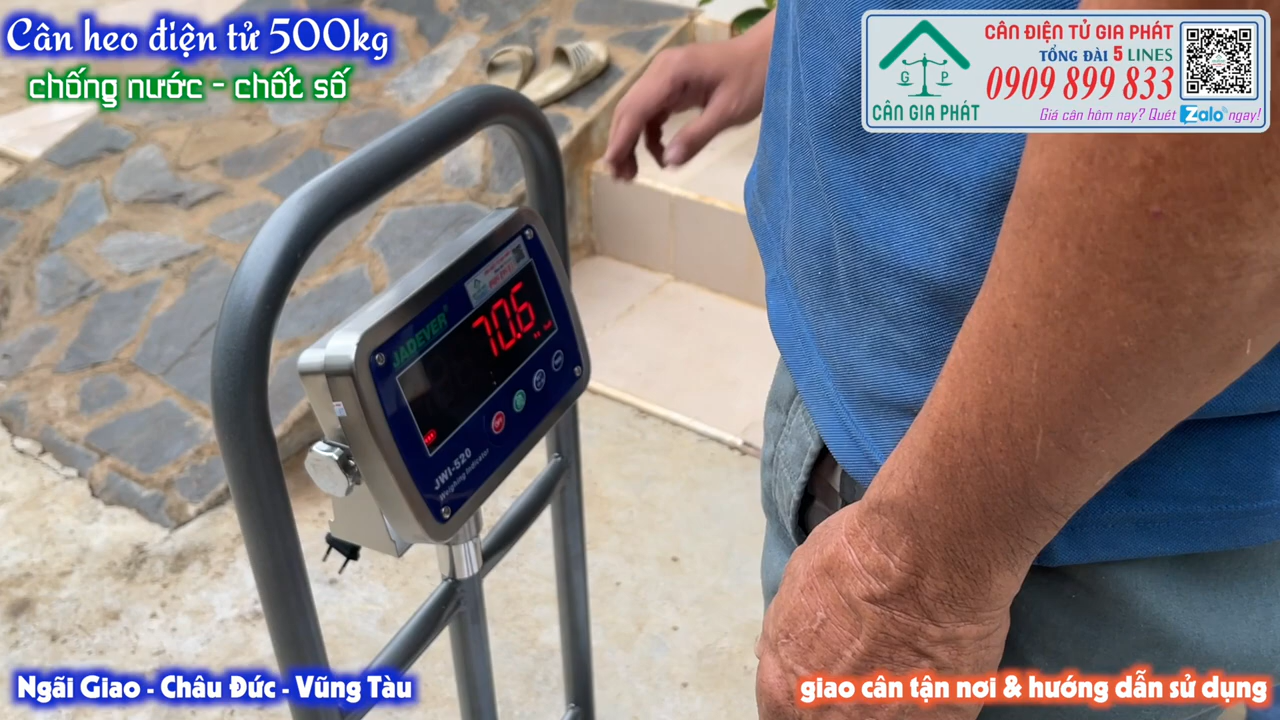 Cân heo điện tử 500kg
chống nước - chốt số
CÂN ĐIỆN TỬ GIA PHÁT
TỔNG ĐÀI 5 LINES
0909 899 833
G P
CÂN GIA PHÁT
Giá cân hôm nay? Quét Zalo ngay!
JADEVER
70.6
JWI-520
Weighing Indicator
Ngãi Giao - Châu Đức - Vũng Tàu
giao cân tận nơi & hướng dẫn sử dụng